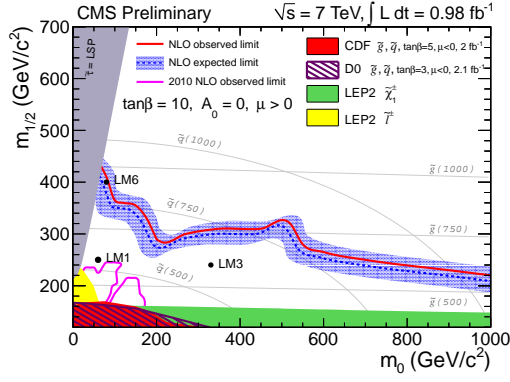 CMS Preliminary √s = 7 TeV, ∫ L dt = 0.98 fb⁻¹
m₁/₂ (GeV/c²)
700
600
500
400
300
200
τ̃ = LSP
NLO observed limit
NLO expected limit
2010 NLO observed limit
tanβ = 10, A₀ = 0, μ > 0
CDF g̃, q̃, tanβ=5, μ<0, 2 fb⁻¹
D0 g̃, q̃, tanβ=3, μ<0, 2.1 fb⁻¹
LEP2 χ̃₁±
LEP2 l̃±
q̃(1000)
g̃(1000)
LM6
q̃(750)
g̃(750)
LM1
LM3
q̃(500)
g̃(500)
0 200 400 600 800 1000
m₀ (GeV/c²)